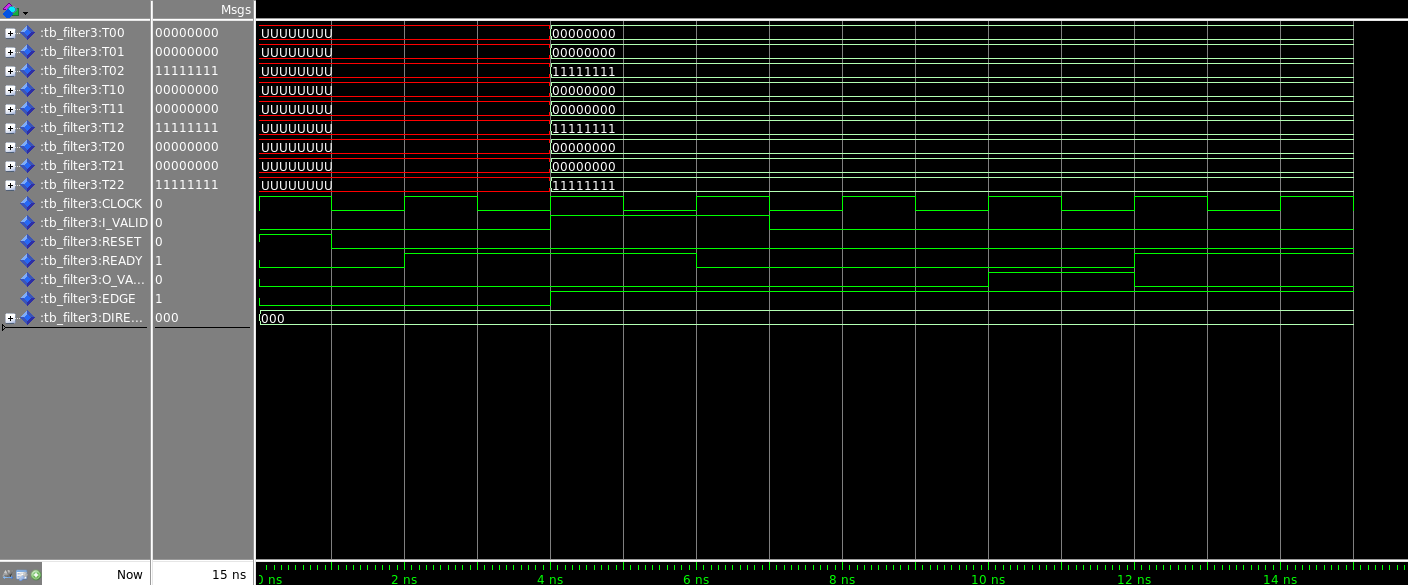 Msgs
:tb_filter3:T00 00000000 UUUUUUUU 00000000
:tb_filter3:T01 00000000 UUUUUUUU 00000000
:tb_filter3:T02 11111111 UUUUUUUU 11111111
:tb_filter3:T10 00000000 UUUUUUUU 00000000
:tb_filter3:T11 00000000 UUUUUUUU 00000000
:tb_filter3:T12 11111111 UUUUUUUU 11111111
:tb_filter3:T20 00000000 UUUUUUUU 00000000
:tb_filter3:T21 00000000 UUUUUUUU 00000000
:tb_filter3:T22 11111111 UUUUUUUU 11111111
:tb_filter3:CLOCK 0
:tb_filter3:I_VALID 0
:tb_filter3:RESET 0
:tb_filter3:READY 1
:tb_filter3:O_VA... 0
:tb_filter3:EDGE 1
:tb_filter3:DIRE... 000 000
Now 15 ns 0 ns 2 ns 4 ns 6 ns 8 ns 10 ns 12 ns 14 ns